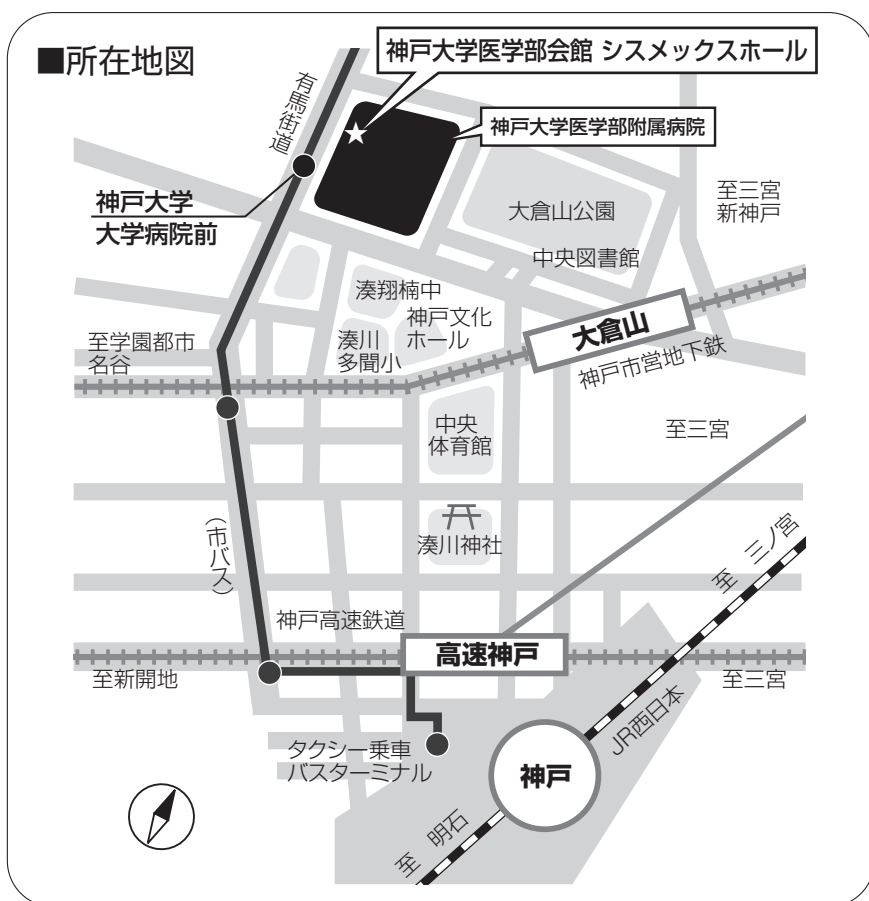 ■所在地図
神戸大学医学部会館 シスメックスホール
有馬街道
神戸大学医学部附属病院
神戸大学
大学病院前
大倉山公園
至三宮
新神戸
中央図書館
湊翔楠中
神戸文化
ホール
湊川
多聞小
大倉山
至学園都市
名谷
神戸市営地下鉄
中央
体育館
至三宮
(市バス)
湊川神社
至 三ノ宮
神戸高速鉄道
高速神戸
至新開地
至三宮
JR西日本
タクシー乗車
バスターミナル
神戸
至 明石